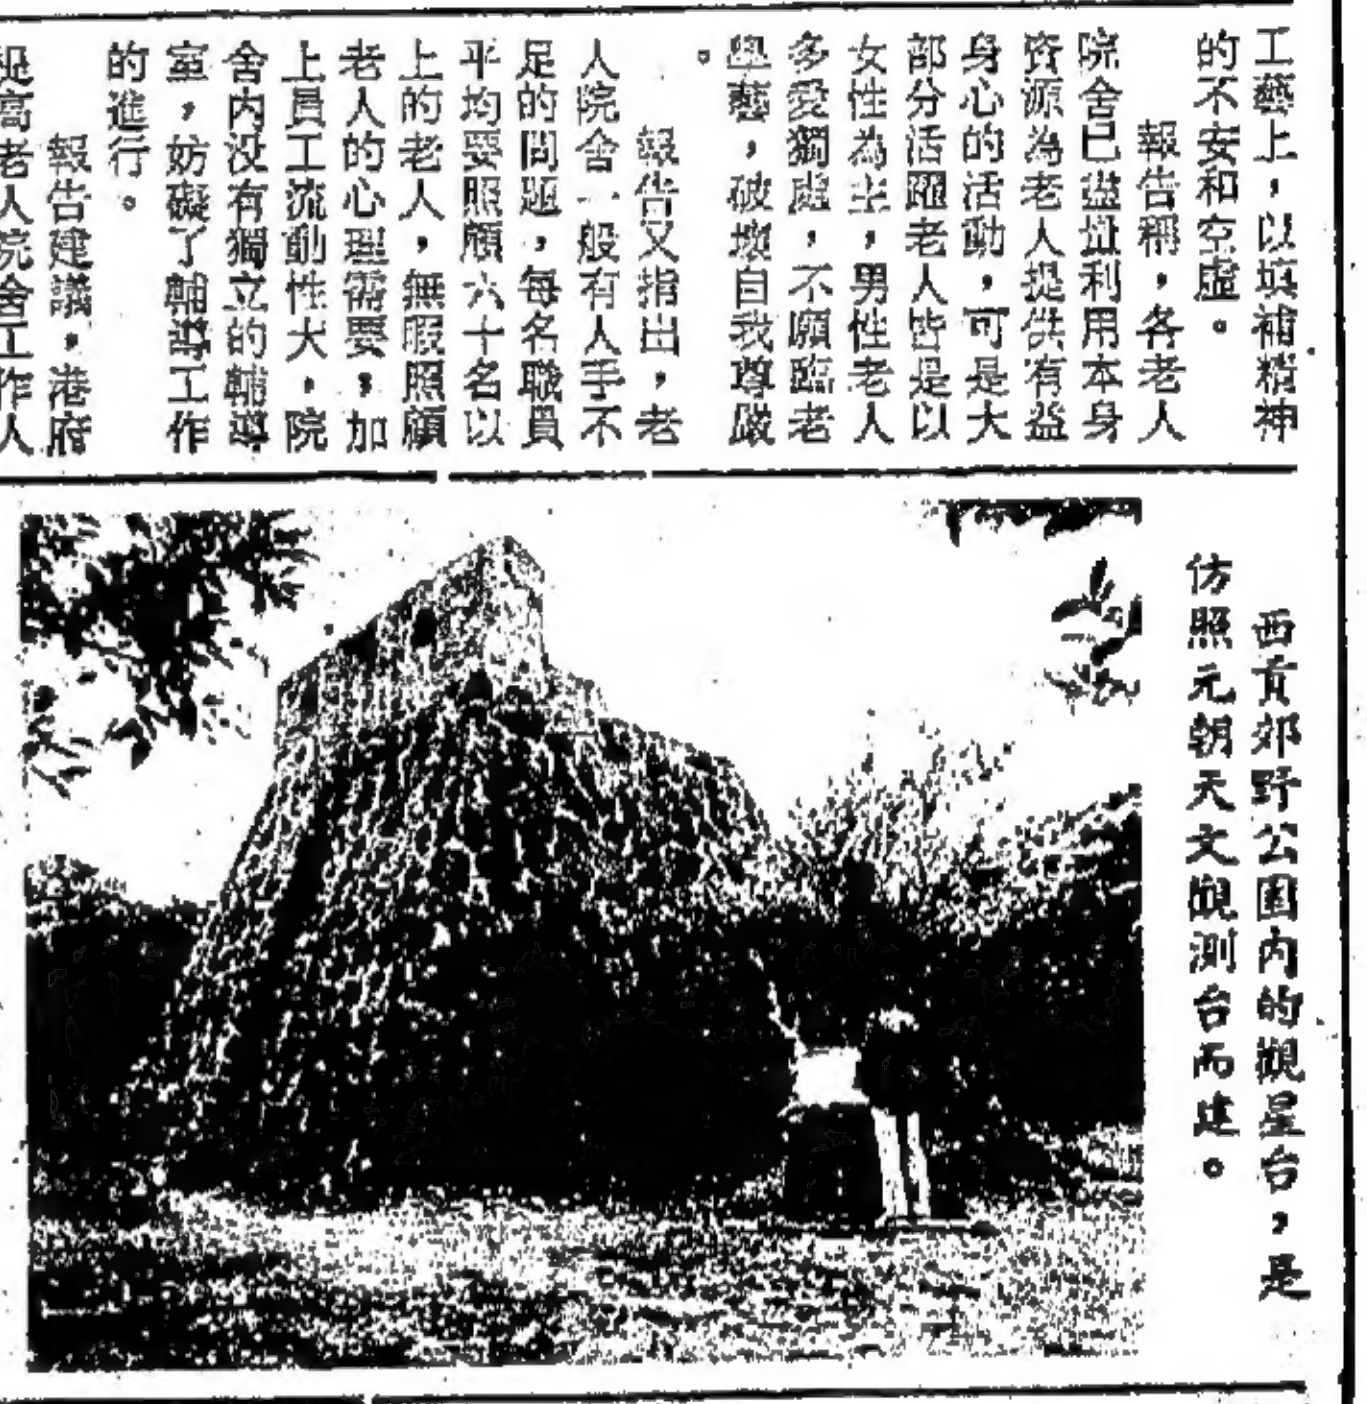 工藝上，以填補精神
的不安和空虛。
報告稱，各老人
院舍已盡量利用本身
資源為老人提供有益
身心的活動，可是大
部分活躍老人皆是以
女性為主，男性老人
多愛獨處，不願臨老
學藝，破壞自我尊嚴
。
報告又指出，老
人院舍一般有人手不
足的問題，每名職員
平均要照顧六十名以
上的老人，無暇照顧
老人的心理需要，加
上員工流動性大，院
舍內没有獨立的輔導
室，妨礙了輔導工作
的進行。
報告建議，港府
提高老人院舍工作人
西貢郊野公園內的觀星台，是
仿照元朝天文觀測台而建。